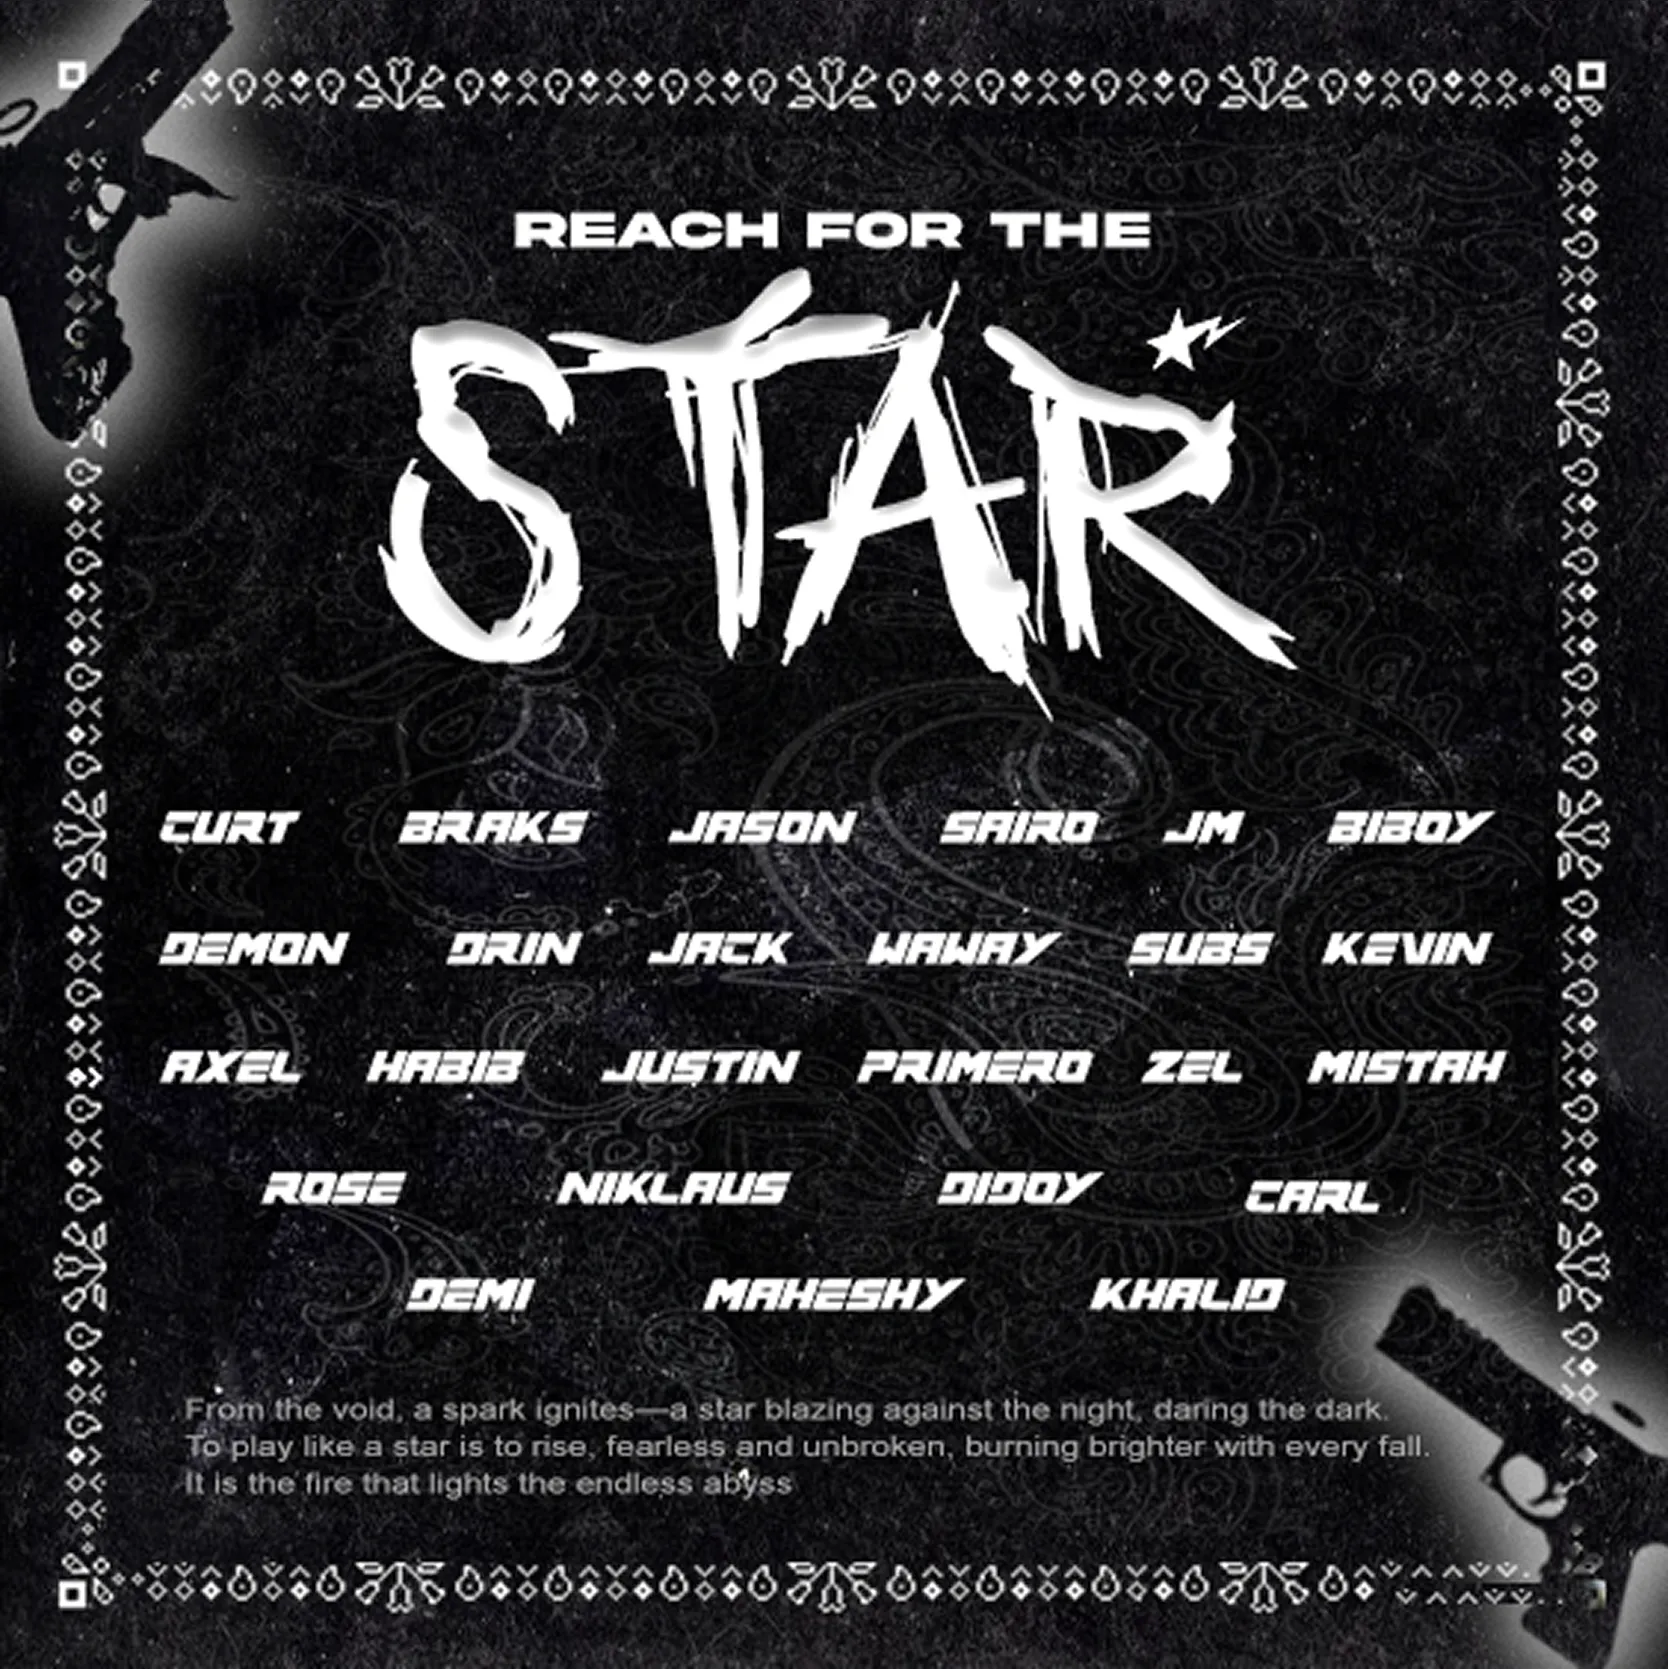 REACH FOR THE
STAR
CURT BRAKS JASON SAIRO JM BIBOY
DEMON DRIN JACK WAWAY SUBS KEVIN
AXEL HABIB JUSTIN PRIMERO ZEL MISTAH
ROSE NIKLAUS DIDDY CARL
DEMI MAHESHY KHALID
From the void, a spark ignites—a star blazing against the night, daring the dark.
To play like a star is to rise, fearless and unbroken, burning brighter with every fall.
It is the fire that lights the endless abyss